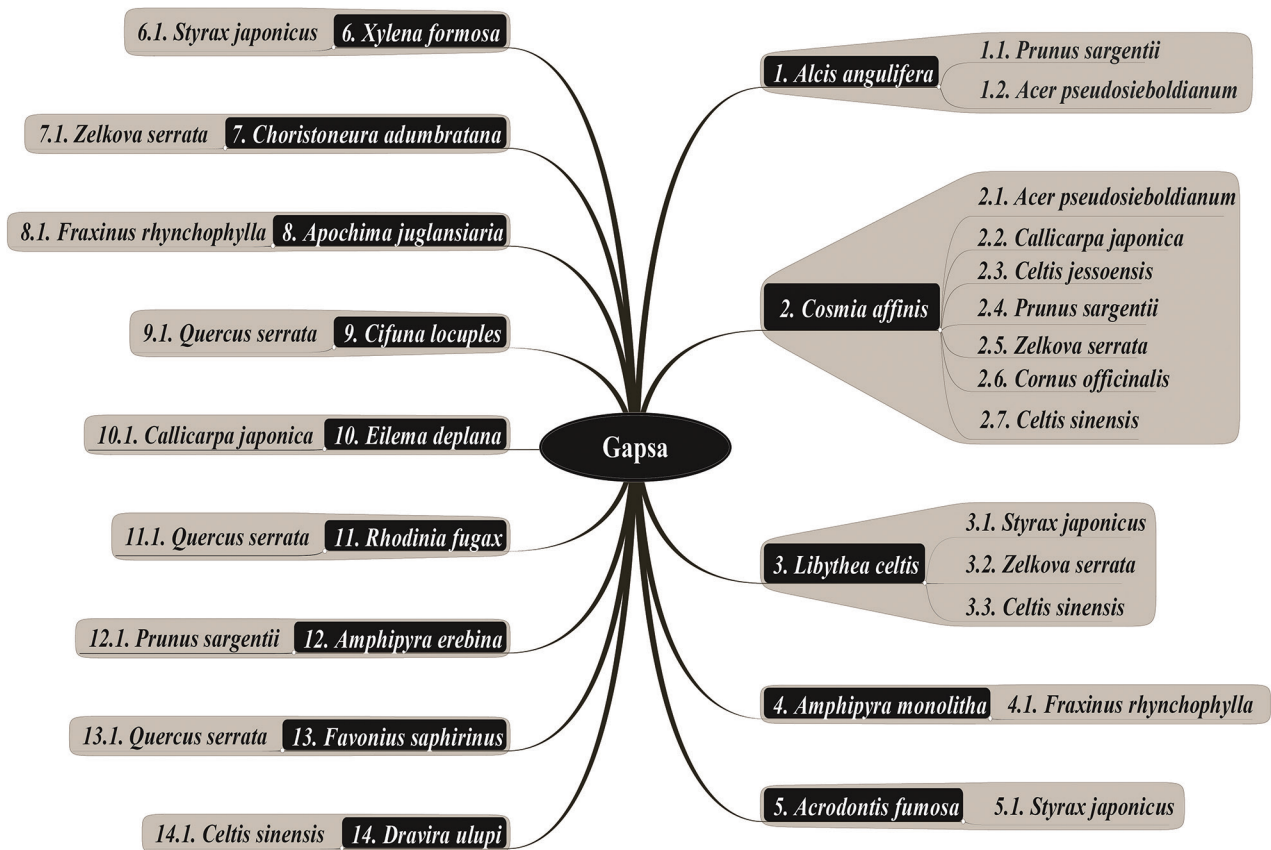 Gapsa
1. Alcis angulifera
1.1. Prunus sargentii
1.2. Acer pseudosieboldianum
2. Cosmia affinis
2.1. Acer pseudosieboldianum
2.2. Callicarpa japonica
2.3. Celtis jessoensis
2.4. Prunus sargentii
2.5. Zelkova serrata
2.6. Cornus officinalis
2.7. Celtis sinensis
3. Libythea celtis
3.1. Styrax japonicus
3.2. Zelkova serrata
3.3. Celtis sinensis
4. Amphipyra monolitha
4.1. Fraxinus rhynchophylla
5. Acrodontis fumosa
5.1. Styrax japonicus
6. Xylena formosa
6.1. Styrax japonicus
7. Choristoneura adumbratana
7.1. Zelkova serrata
8. Apochima juglansiaria
8.1. Fraxinus rhynchophylla
9. Cifuna locuples
9.1. Quercus serrata
10. Eilema deplana
10.1. Callicarpa japonica
11. Rhodinia fugax
11.1. Quercus serrata
12. Amphipyra erebina
12.1. Prunus sargentii
13. Favonius saphirinus
13.1. Quercus serrata
14. Dravira ulupi
14.1. Celtis sinensis